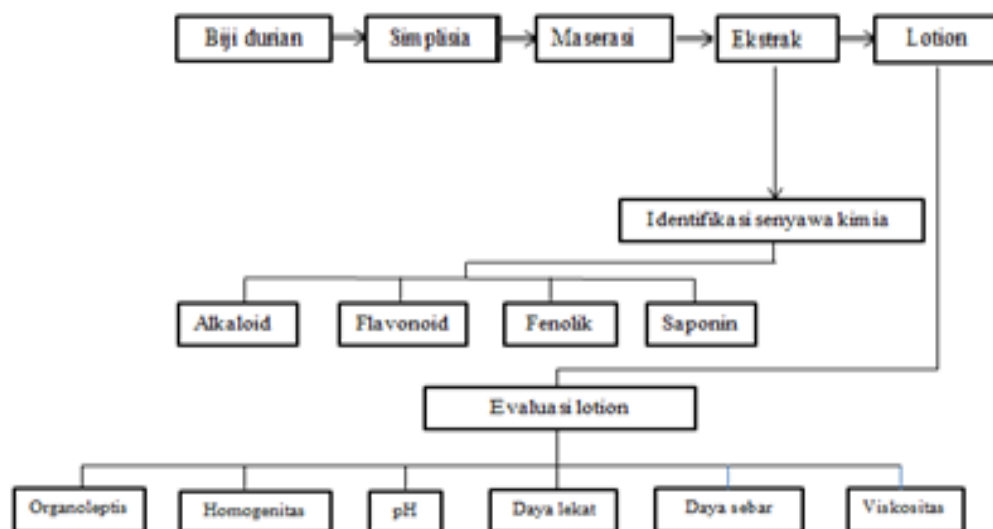 Biji durian
Simplisia
Maserasi
Ekstrak
Lotion
Identifikasi senyawa kimia
Alkaloid
Flavonoid
Fenolik
Saponin
Evaluasi lotion
Organoleptis
Homogenitas
pH
Daya lekat
Daya sebar
Viskositas